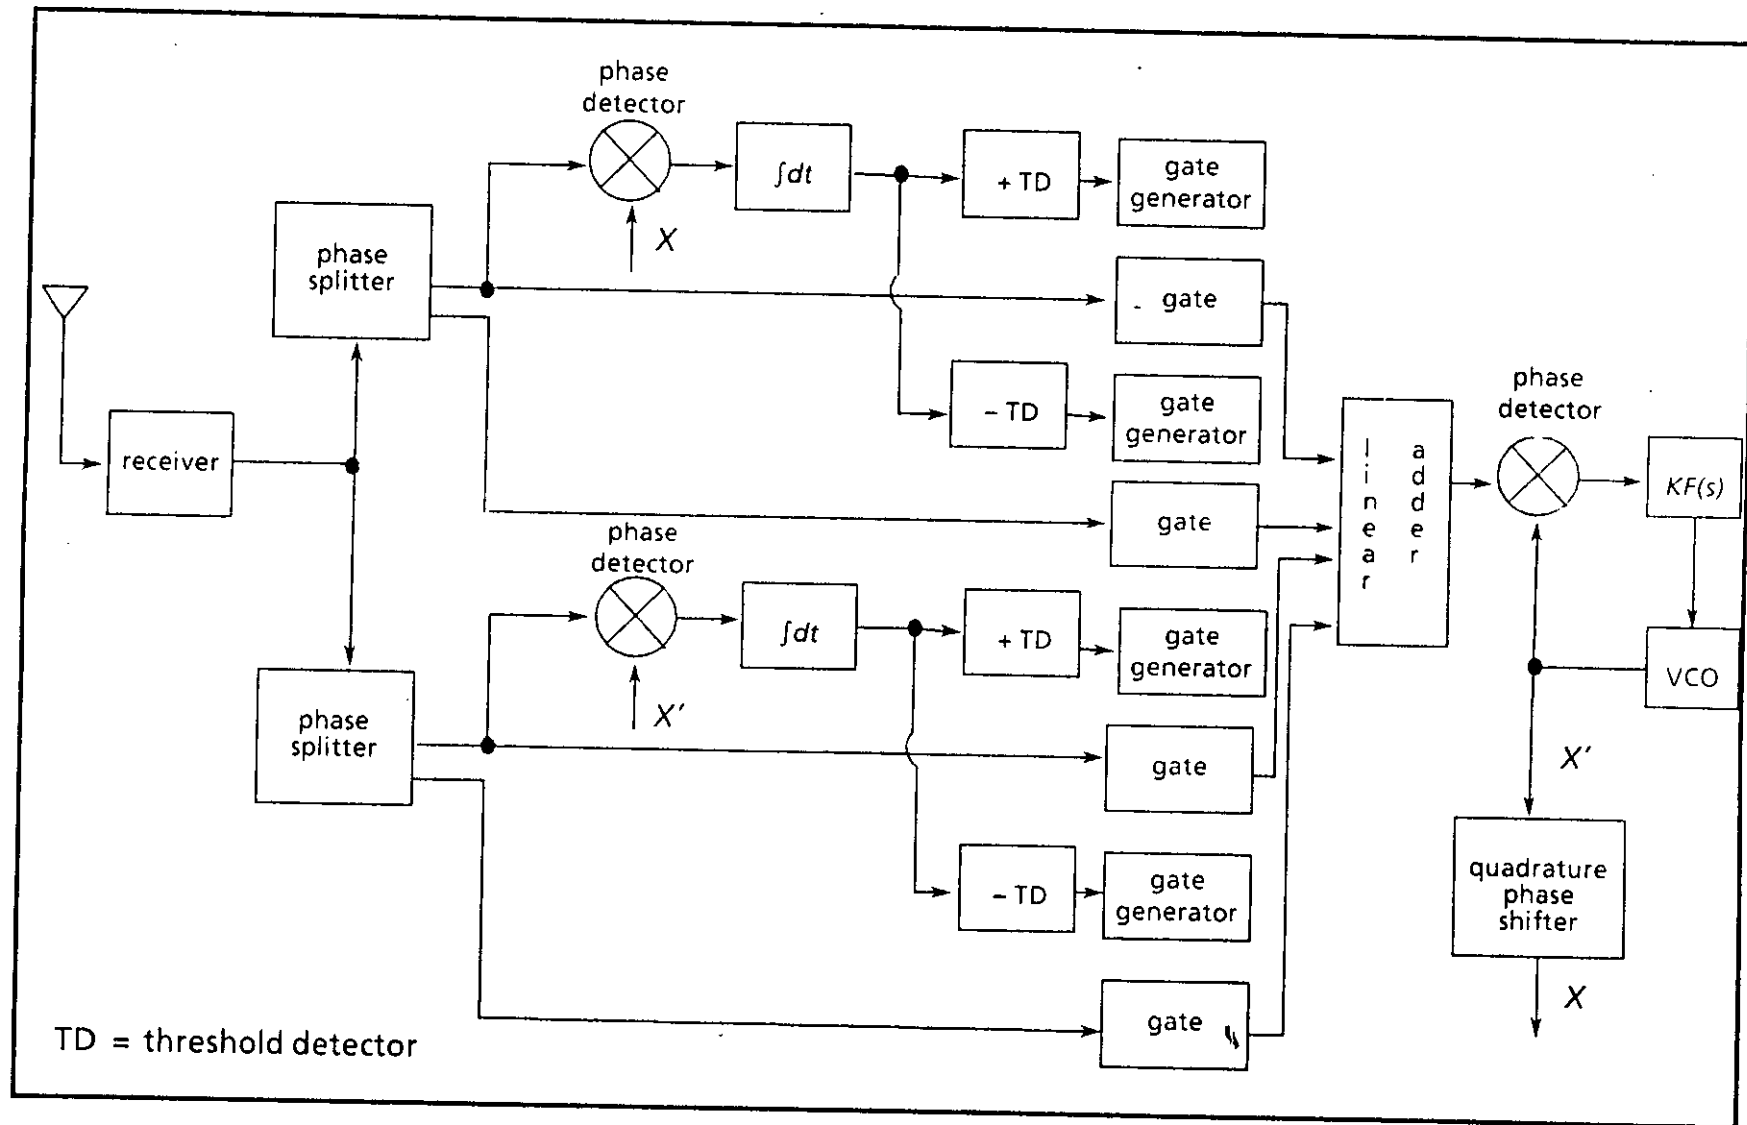 phase
detector
∫dt
+ TD
gate
generator
X
phase
splitter
gate
- TD
gate
generator
phase
detector
linear
adder
receiver
KF(s)
gate
phase
detector
∫dt
+ TD
gate
generator
VCO
X'
phase
splitter
X'
gate
quadrature
phase
shifter
- TD
gate
generator
X
gate
TD = threshold detector